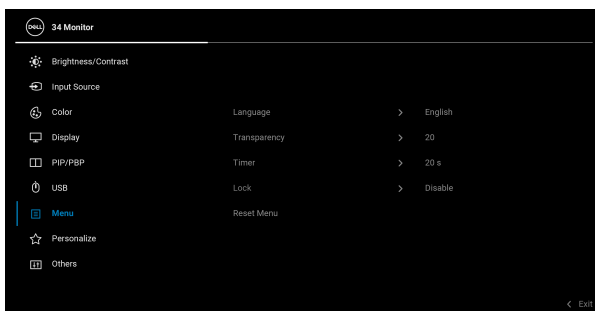 DELL 34 Monitor
Brightness/Contrast
Input Source
Color Language > English
Display Transparency > 20
PIP/PBP Timer > 20 s
USB Lock > Disable
Menu Reset Menu
Personalize
Others
< Exit